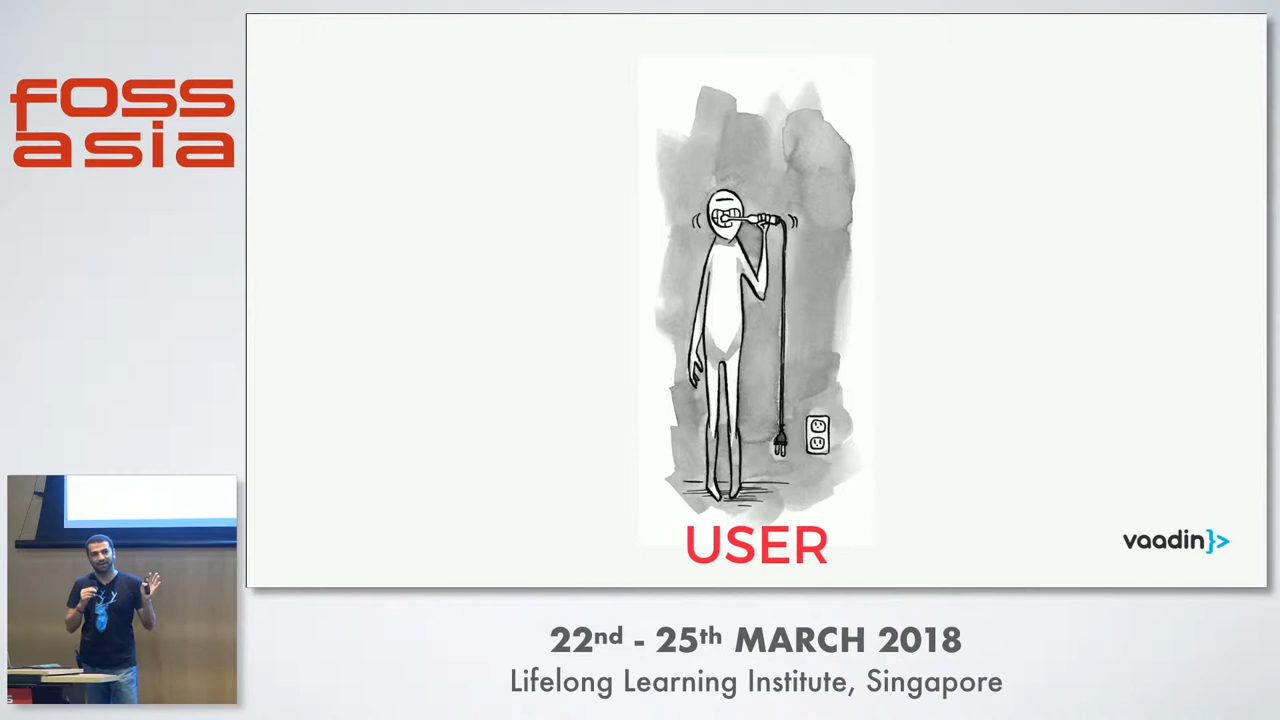 foss
asia
USER
vaadin}>
22nd - 25th MARCH 2018
Lifelong Learning Institute, Singapore